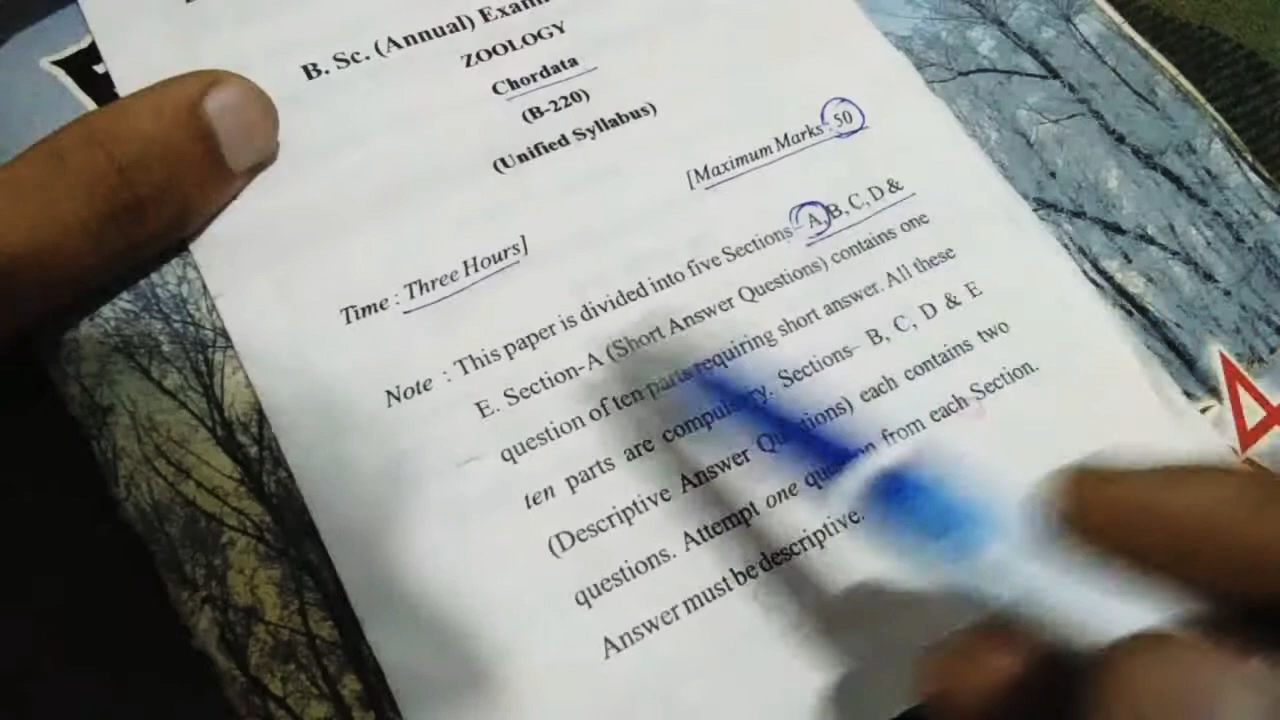 B. Sc. (Annual)
ZOOLOGY
Chordata
(B-220)
(Unified Syllabus)
[Maximum Marks : 50
Time : Three Hours]
Note : This paper is divided into five Sections– A, B, C, D &
E. Section-A (Short Answer Questions) contains one
question of ten parts requiring short answer. All these
ten parts are compulsory. Sections– B, C, D & E
(Descriptive Answer Questions) each contains two
questions. Attempt one question from each Section.
Answer must be descriptive.